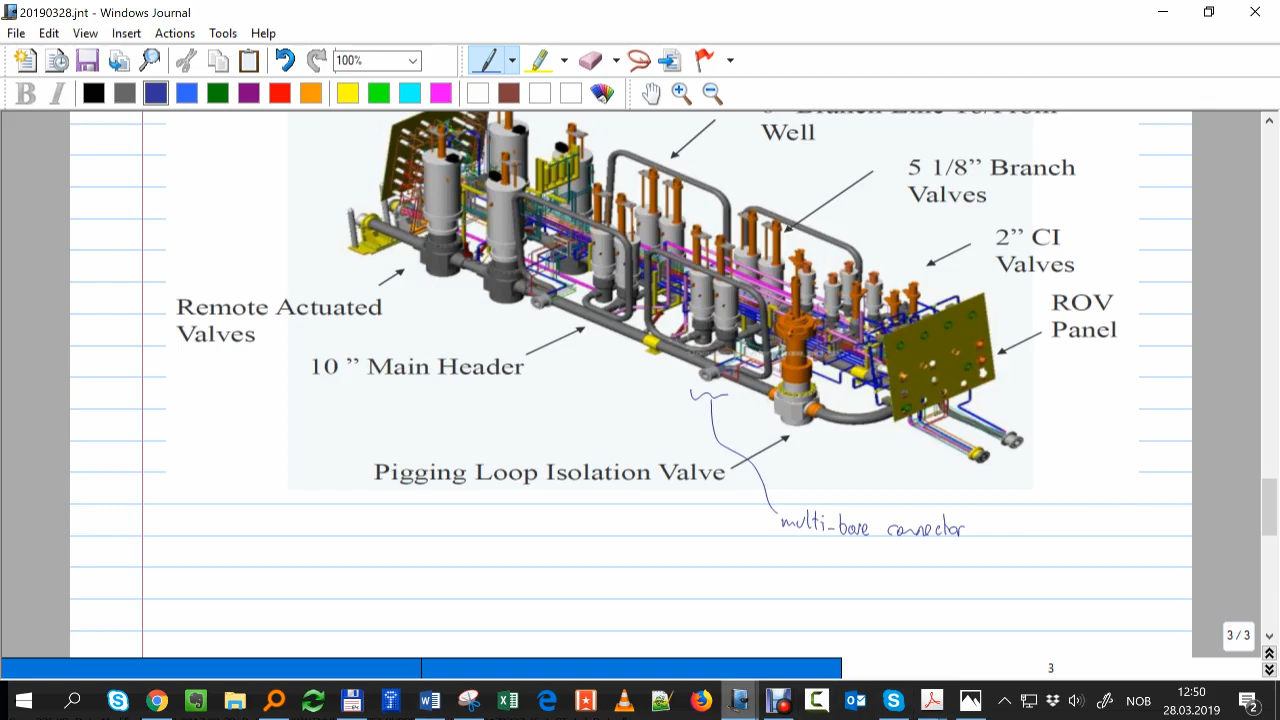 20190328.jnt - Windows Journal
File Edit View Insert Actions Tools Help
100%
B I
Well
5 1/8” Branch
Valves
2” CI
Valves
ROV
Panel
Remote Actuated
Valves
10 ” Main Header
Pigging Loop Isolation Valve
multi-bore connector
3 / 3
3
NOB
12:50
28.03.2019
2